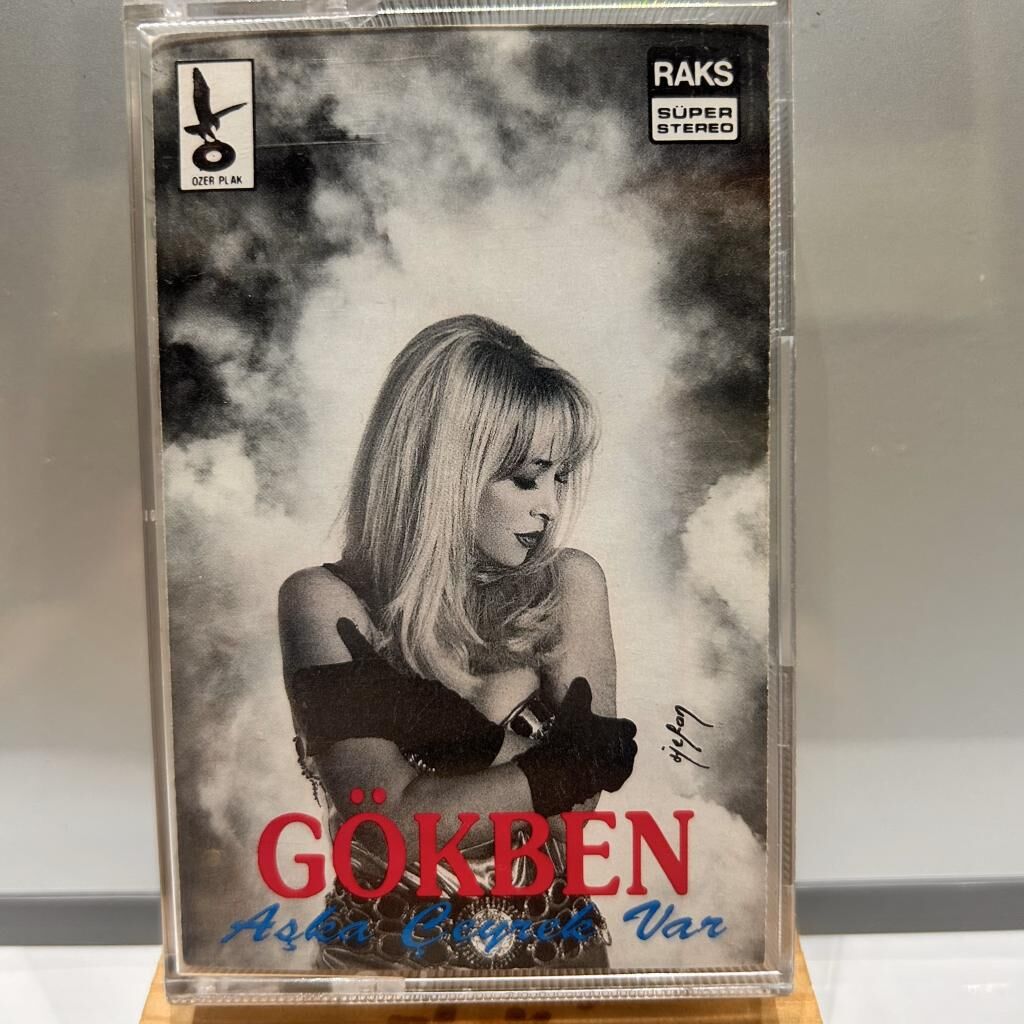 RAKS
SÜPER
STEREO
OZER PLAK
GÖKBEN
Aşka Çeyrek Var